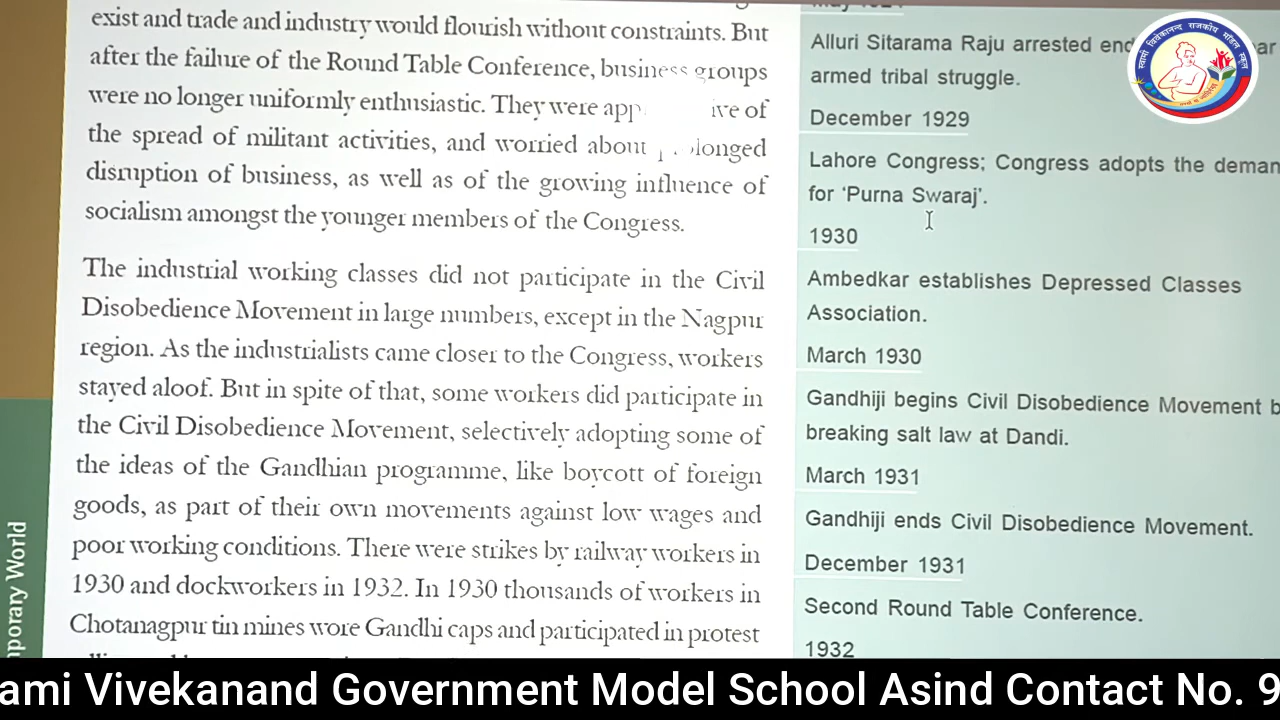 exist and trade and industry would flourish without constraints. But
after the failure of the Round Table Conference, business groups
were no longer uniformly enthusiastic. They were
the spread of militant activities, and worried about
disruption of business, as well as of the growing influence of
socialism amongst the younger members of the Congress.
The industrial working classes did not participate in the Civil
Disobedience Movement in large numbers, except in the Nagpur
region. As the industrialists came closer to the Congress, workers
stayed aloof. But in spite of that, some workers did participate in
the Civil Disobedience Movement, selectively adopting some of
the ideas of the Gandhian programme, like boycott of foreign
goods, as part of their own movements against low wages and
poor working conditions. There were strikes by railway workers in
1930 and dockworkers in 1932. In 1930 thousands of workers in
Chotanagpur tin mines wore Gandhi caps and participated in protest
Alluri Sitarama Raju arrested
armed tribal struggle.
December 1929
Lahore Congress; Congress adopts the deman
for ‘Purna Swaraj’.
1930
Ambedkar establishes Depressed Classes
Association.
March 1930
Gandhiji begins Civil Disobedience Movement b
breaking salt law at Dandi.
March 1931
Gandhiji ends Civil Disobedience Movement.
December 1931
Second Round Table Conference.
1932
स्वामी विवेकानन्द राजकीय मॉडल स्कूल
mporary World
ami Vivekanand Government Model School Asind Contact No. 9